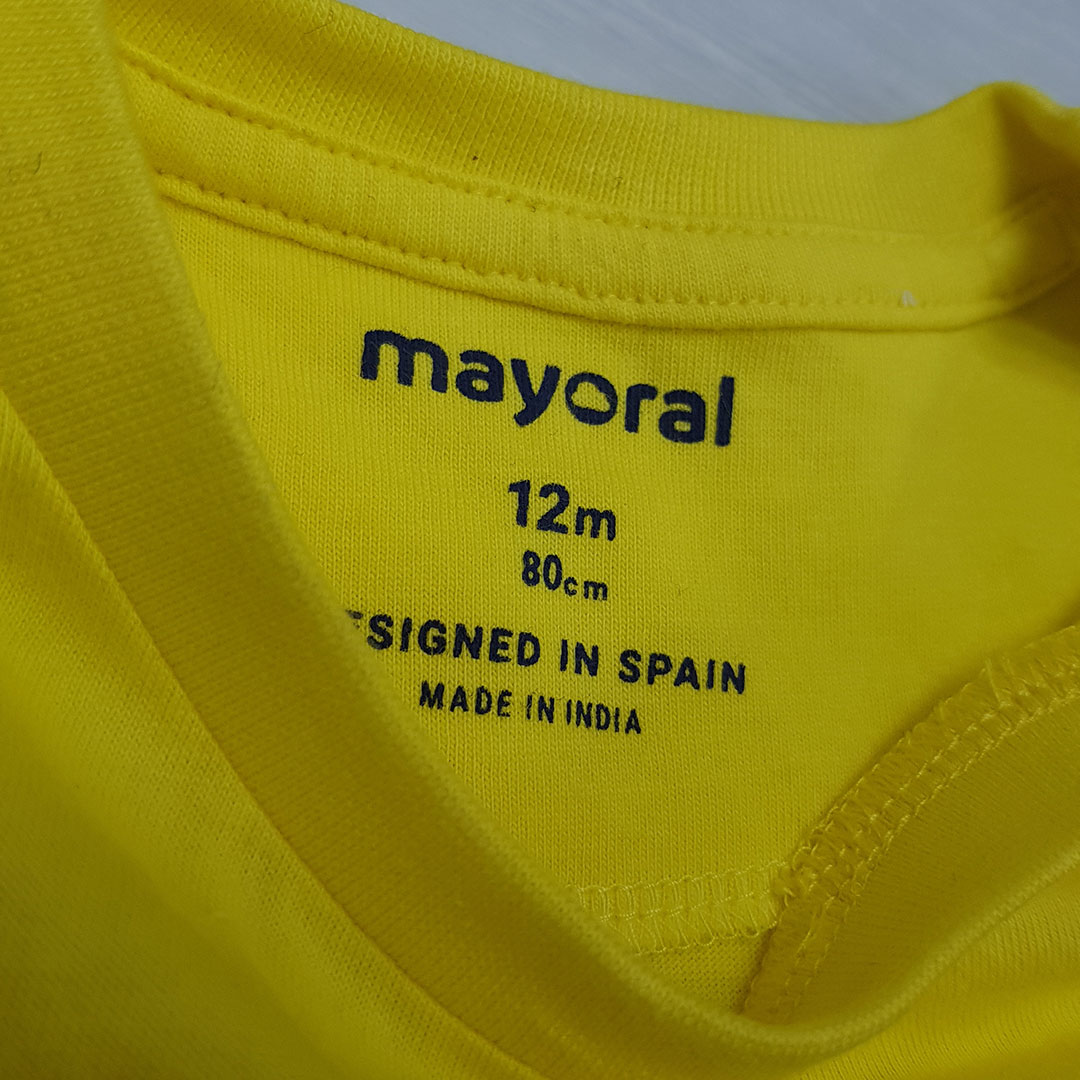 mayoral
12m
80cm
ESIGNED IN SPAIN
MADE IN INDIA